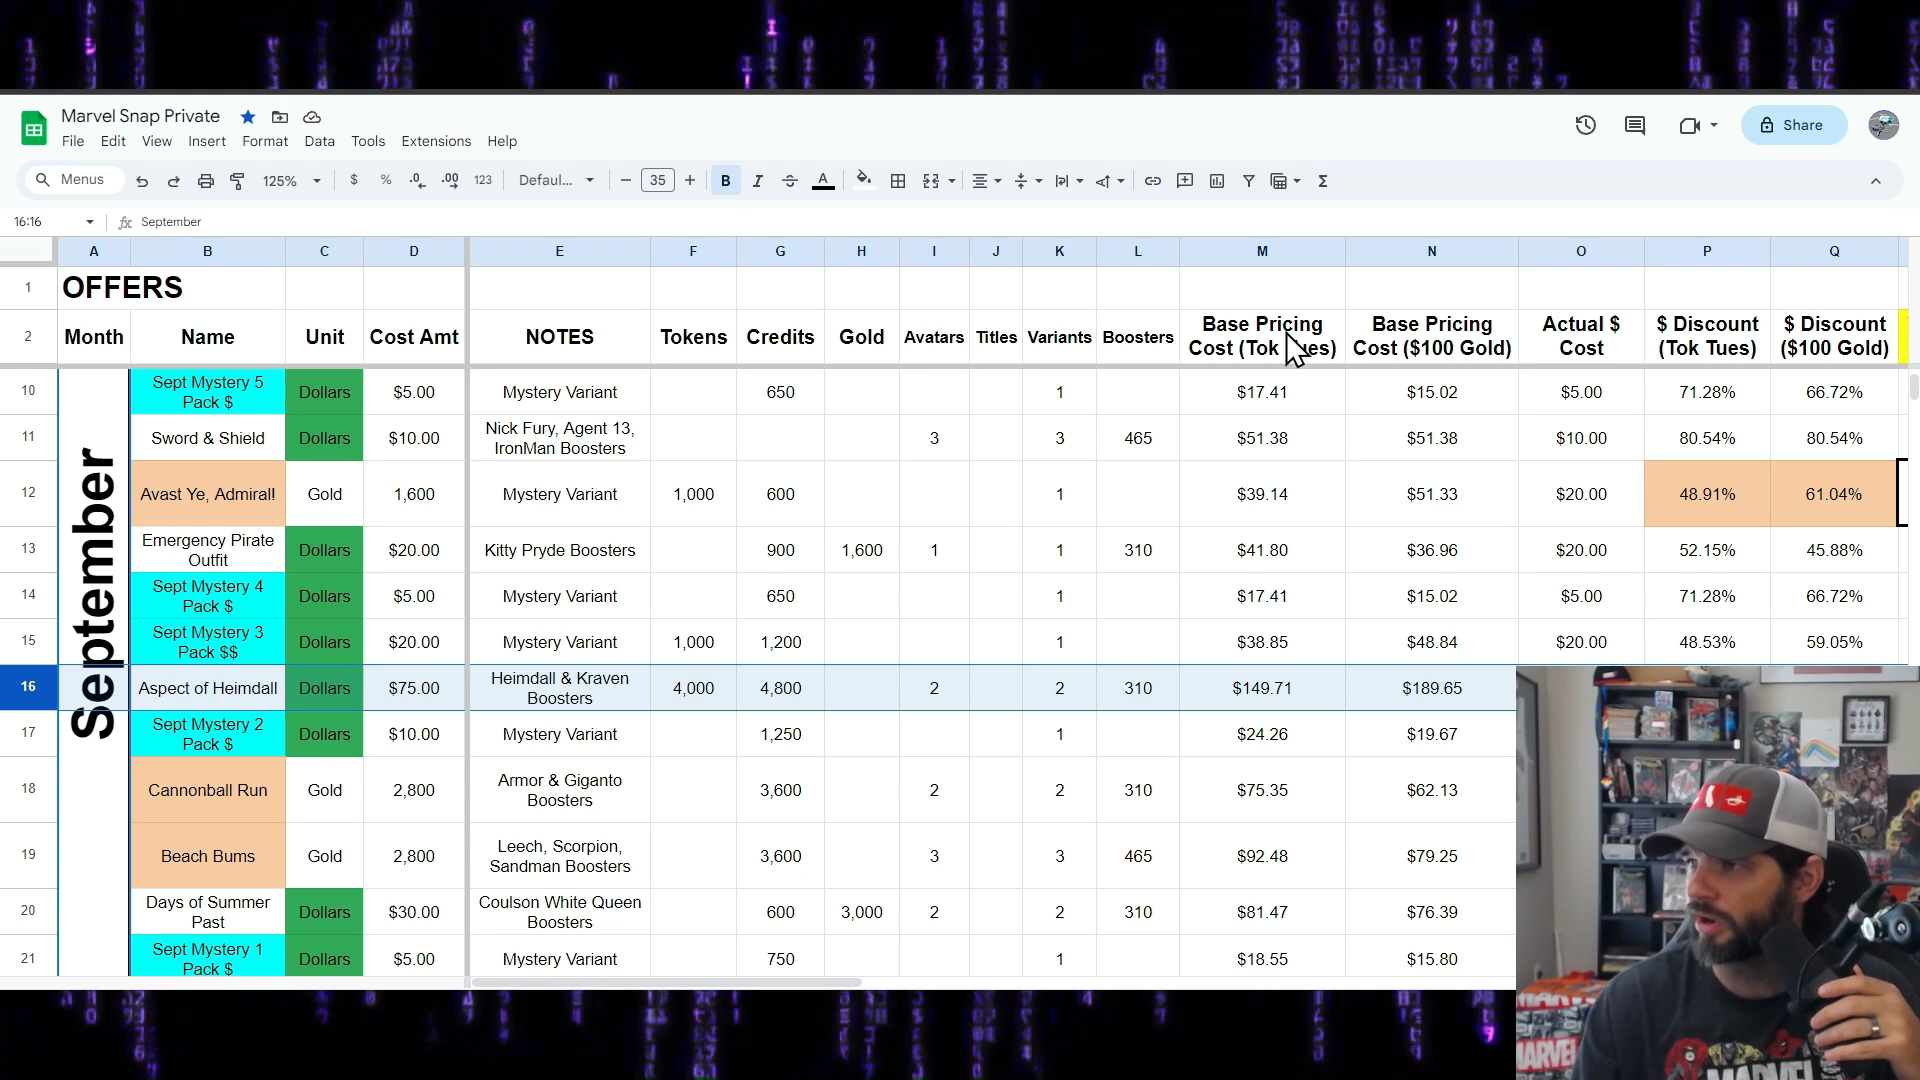 Marvel Snap Private
File Edit View Insert Format Data Tools Extensions Help
Share
Menus 125% $ % .0 .00 123 Defaul... 35 B I A Σ
16:16 fx September
A B C D E F G H I J K L M N O P Q
1 OFFERS
2 Month Name Unit Cost Amt NOTES Tokens Credits Gold Avatars Titles Variants Boosters Base Pricing Cost (Tok Tues) Base Pricing Cost ($100 Gold) Actual $ Cost $ Discount (Tok Tues) $ Discount ($100 Gold)
September
10 Sept Mystery 5 Pack $ Dollars $5.00 Mystery Variant 650 1 $17.41 $15.02 $5.00 71.28% 66.72%
11 Sword & Shield Dollars $10.00 Nick Fury, Agent 13, IronMan Boosters 3 3 465 $51.38 $51.38 $10.00 80.54% 80.54%
12 Avast Ye, Admiral! Gold 1,600 Mystery Variant 1,000 600 1 $39.14 $51.33 $20.00 48.91% 61.04%
13 Emergency Pirate Outfit Dollars $20.00 Kitty Pryde Boosters 900 1,600 1 1 310 $41.80 $36.96 $20.00 52.15% 45.88%
14 Sept Mystery 4 Pack $ Dollars $5.00 Mystery Variant 650 1 $17.41 $15.02 $5.00 71.28% 66.72%
15 Sept Mystery 3 Pack $$ Dollars $20.00 Mystery Variant 1,000 1,200 1 $38.85 $48.84 $20.00 48.53% 59.05%
16 Aspect of Heimdall Dollars $75.00 Heimdall & Kraven Boosters 4,000 4,800 2 2 310 $149.71 $189.65
17 Sept Mystery 2 Pack $ Dollars $10.00 Mystery Variant 1,250 1 $24.26 $19.67
18 Cannonball Run Gold 2,800 Armor & Giganto Boosters 3,600 2 2 310 $75.35 $62.13
19 Beach Bums Gold 2,800 Leech, Scorpion, Sandman Boosters 3,600 3 3 465 $92.48 $79.25
20 Days of Summer Past Dollars $30.00 Coulson White Queen Boosters 600 3,000 2 2 310 $81.47 $76.39
21 Sept Mystery 1 Pack $ Dollars $5.00 Mystery Variant 750 1 $18.55 $15.80
MARVEL
MARVEL